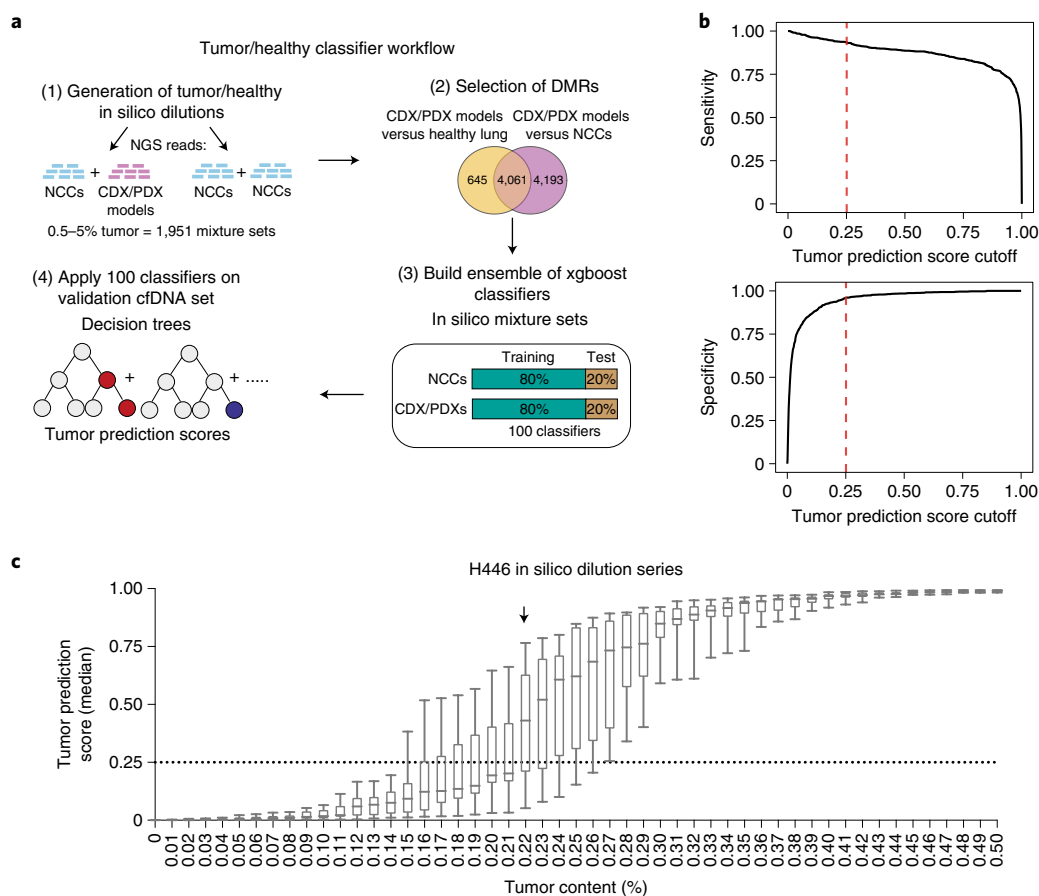 a
Tumor/healthy classifier workflow
(1) Generation of tumor/healthy
in silico dilutions
NGS reads:
+
+
NCCs
CDX/PDX
models
NCCs
NCCs
0.5–5% tumor = 1,951 mixture sets
(2) Selection of DMRs
CDX/PDX models
versus healthy lung
CDX/PDX models
versus NCCs
645
4,061
4,193
(3) Build ensemble of xgboost
classifiers
In silico mixture sets
Training
Test
NCCs
80%
20%
CDX/PDXs
80%
20%
100 classifiers
(4) Apply 100 classifiers on
validation cfDNA set
Decision trees
+
+ .....
Tumor prediction scores
b
1.00
0.75
0.50
0.25
0
Sensitivity
0
0.25
0.50
0.75
1.00
Tumor prediction score cutoff
1.00
0.75
0.50
0.25
0
Specificity
0
0.25
0.50
0.75
1.00
Tumor prediction score cutoff
c
H446 in silico dilution series
1.00
0.75
0.50
0.25
0
Tumor prediction
score (median)
0
0.01
0.02
0.03
0.04
0.05
0.06
0.07
0.08
0.09
0.10
0.11
0.12
0.13
0.14
0.15
0.16
0.17
0.18
0.19
0.20
0.21
0.22
0.23
0.24
0.25
0.26
0.27
0.28
0.29
0.30
0.31
0.32
0.33
0.34
0.35
0.36
0.37
0.38
0.39
0.40
0.41
0.42
0.43
0.44
0.45
0.46
0.47
0.48
0.49
0.50
Tumor content (%)